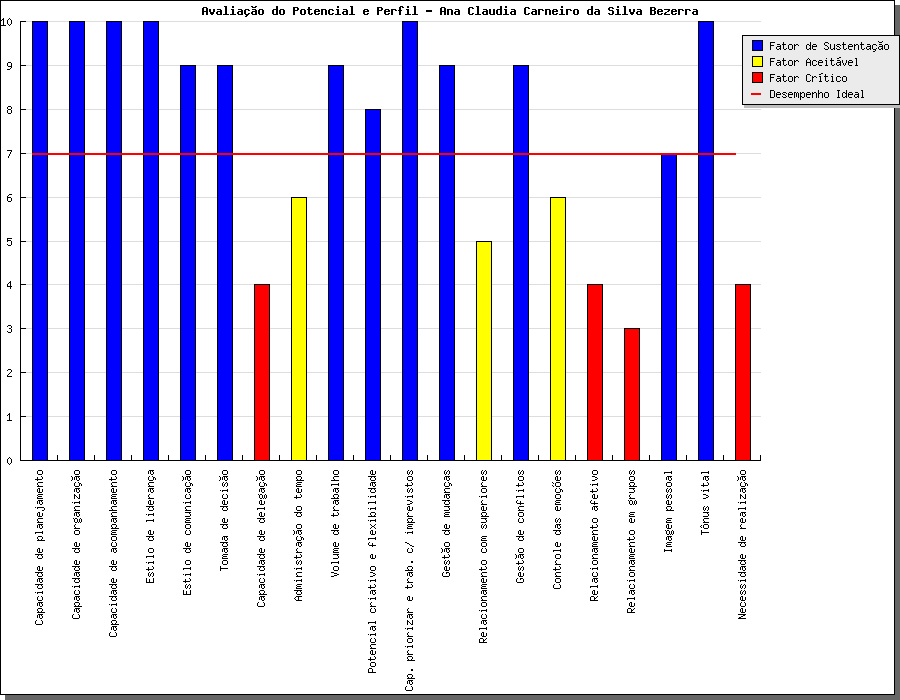 Avaliação do Potencial e Perfil - Ana Claudia Carneiro da Silva Bezerra
Fator de Sustentação
Fator Aceitável
Fator Crítico
Desempenho Ideal
10
9
8
7
6
5
4
3
2
1
0
Capacidade de planejamento
Capacidade de organização
Capacidade de acompanhamento
Estilo de liderança
Estilo de comunicação
Tomada de decisão
Capacidade de delegação
Administração do tempo
Volume de trabalho
Potencial criativo e flexibilidade
Cap. priorizar e trab. c/ imprevistos
Gestão de mudanças
Relacionamento com superiores
Gestão de conflitos
Controle das emoções
Relacionamento afetivo
Relacionamento em grupos
Imagem pessoal
Tônus vital
Necessidade de realização